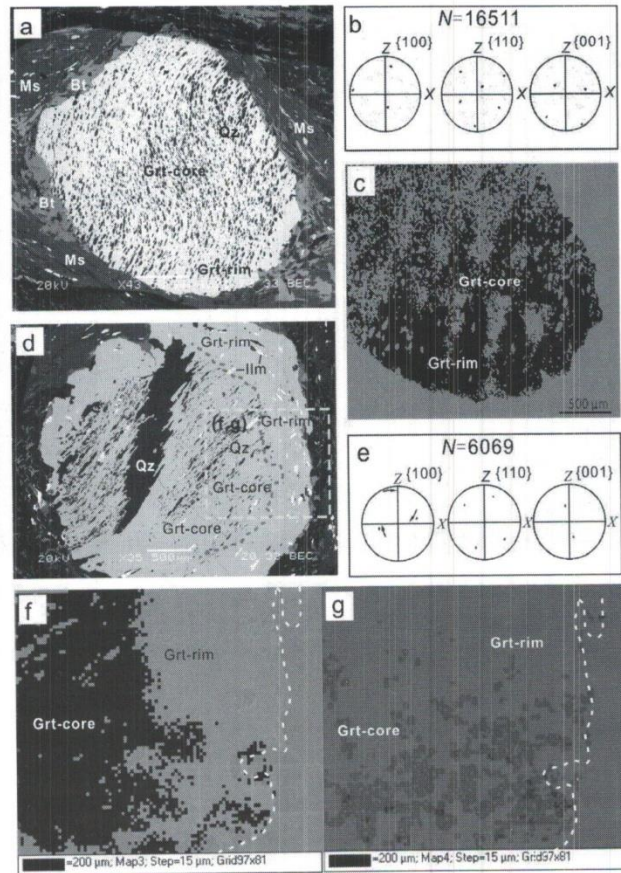 a
Ms
Bt
Qz
Ms
Grt-core
Bt
Ms
Grt-rim
20kV X43 BEC
b
N=16511
Z {100} Z {110} Z {001}
X X X
c
Grt-core
Grt-rim
500 μm
d
Grt-rim
Ilm
(f,g) Grt-rim
Qz
Qz
Grt-core
Grt-core
20kV X35 500μm 20 33 BEC
e
N=6069
Z {100} Z {110} Z {001}
X X X
f
Grt-rim
Grt-core
=200 μm; Map3; Step=15 μm; Grid97x81
g
Grt-rim
Grt-core
=200 μm; Map4; Step=15 μm; Grid97x81